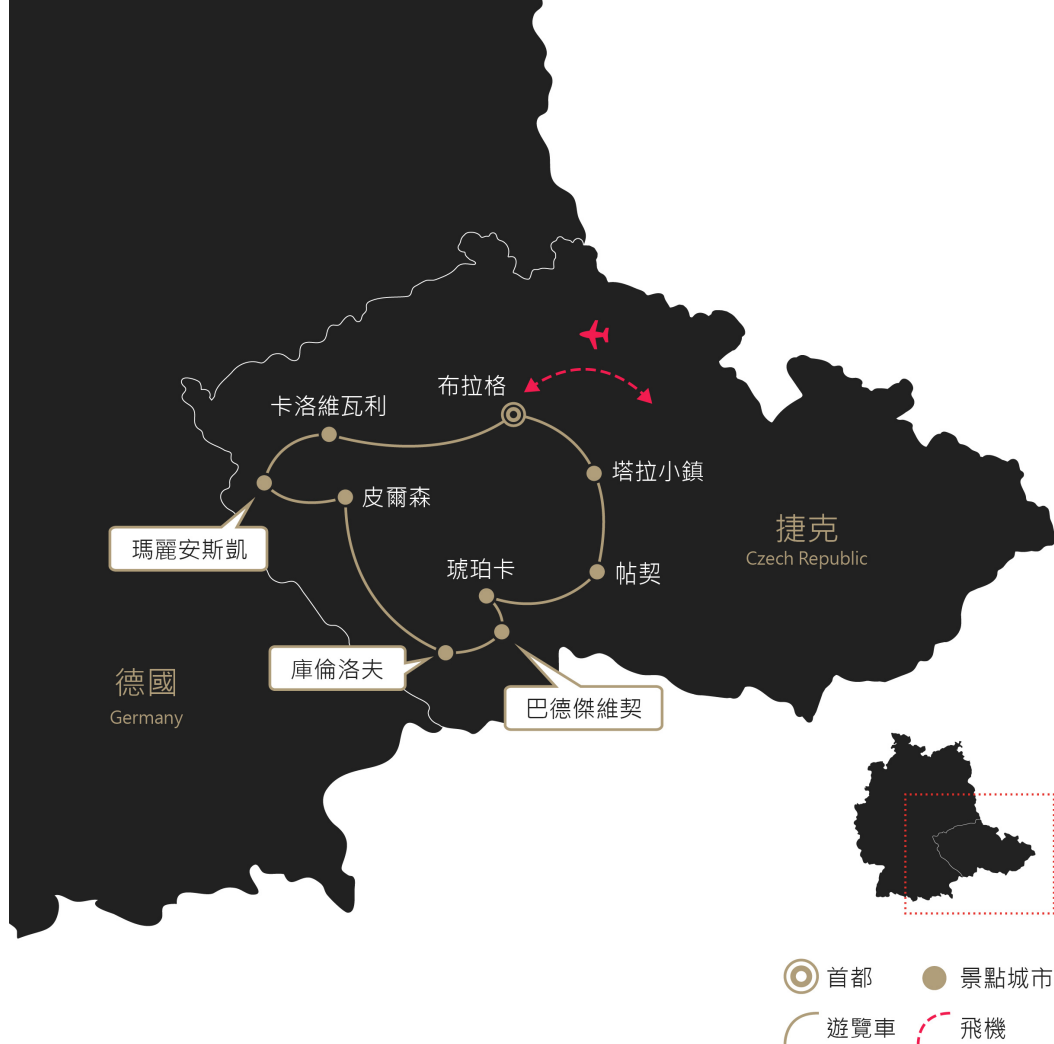 布拉格
卡洛維瓦利
塔拉小鎮
皮爾森
捷克
Czech Republic
瑪麗安斯凱
琥珀卡
帖契
庫倫洛夫
德國
Germany
巴德傑維契
首都
景點城市
遊覽車
飛機